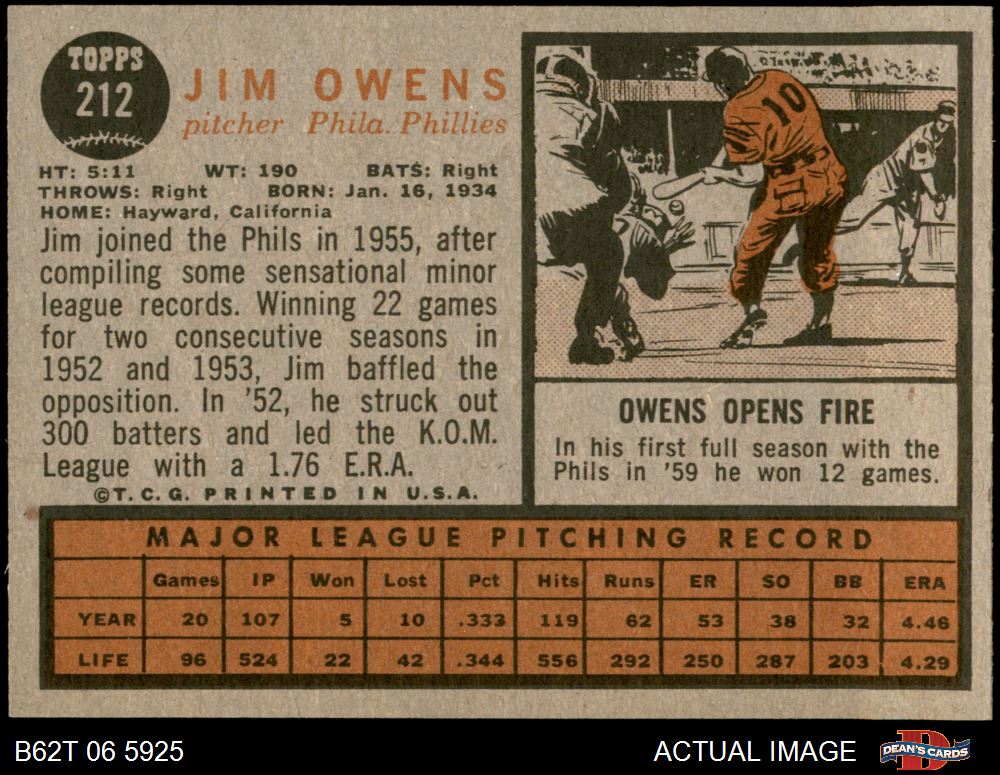 TOPPS
212
JIM OWENS
pitcher Phila. Phillies
HT: 5:11 WT: 190 BATS: Right
THROWS: Right BORN: Jan. 16, 1934
HOME: Hayward, California
Jim joined the Phils in 1955, after
compiling some sensational minor
league records. Winning 22 games
for two consecutive seasons in
1952 and 1953, Jim baffled the
opposition. In '52, he struck out
300 batters and led the K.O.M.
League with a 1.76 E.R.A.
©T. C. G. PRINTED IN U.S.A.
10
OWENS OPENS FIRE
In his first full season with the
Phils in '59 he won 12 games.
MAJOR LEAGUE PITCHING RECORD
Games IP Won Lost Pct Hits Runs ER SO BB ERA
YEAR 20 107 5 10 .333 119 62 53 38 32 4.46
LIFE 96 524 22 42 .344 556 292 250 287 203 4.29
B62T 06 5925 ACTUAL IMAGE DEAN'S CARDS